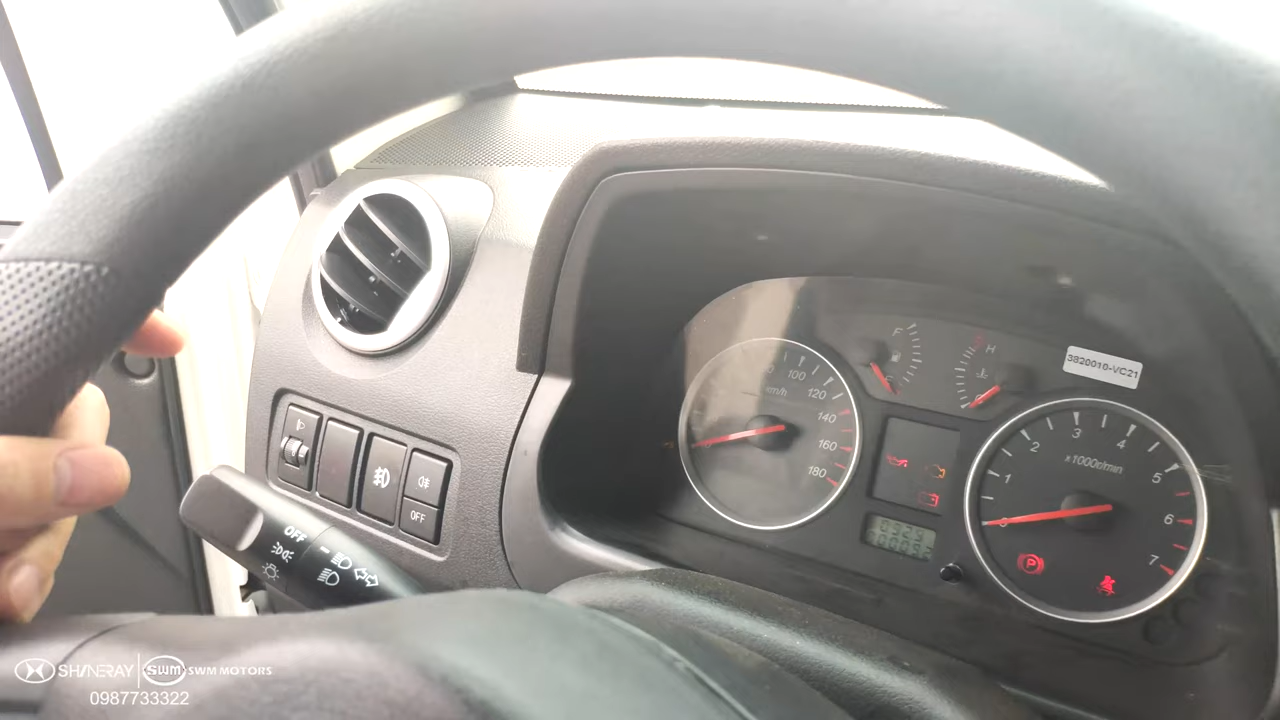 F
H
3820010-VC21
100
120
km/h
140
160
180
1
2
3
4
5
6
7
x1000r/min
P
OFF
OFF
SHINERAY
SWM SWM MOTORS
0987733322